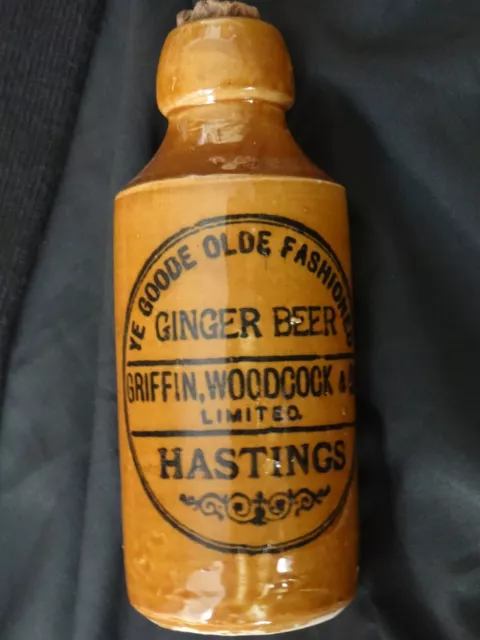 YE GOODE OLDE FASHIONED
GINGER BEER
GRIFFIN, WOODCOCK &
LIMITED.
HASTINGS